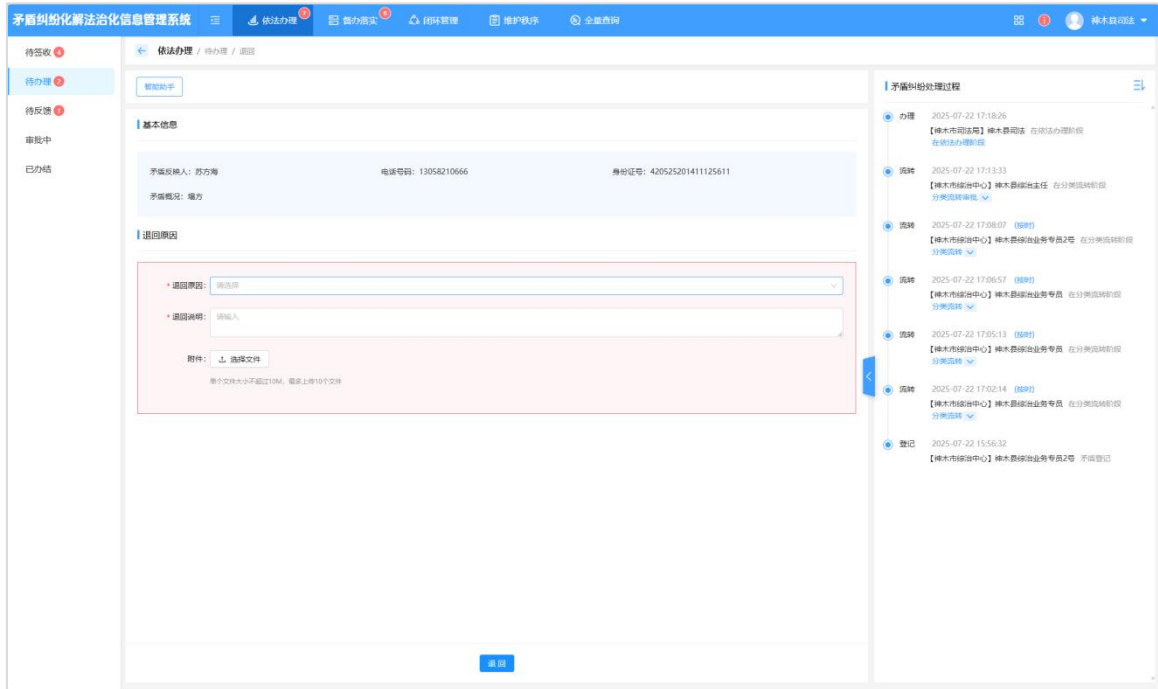 矛盾纠纷化解法治化信息管理系统 依法办理 7 督办落实 6 闭环管理 维护秩序 全量查询 神木县司法
待签收 4
待办理 2
待反馈 1
审批中
已办结
依法办理 / 待办理 / 退回
智能助手
基本信息
矛盾反映人: 苏方海 电话号码: 13058210666 身份证号: 420525201411125611
矛盾概况: 塌方
退回原因
* 退回原因: 请选择
* 退回说明: 请输入
附件: 选择文件
单个文件大小不超过10M, 最多上传10个文件
退 回
矛盾纠纷处理过程
办理 2025-07-22 17:18:26
【神木市司法局】神木县司法 在依法办理阶段
在依法办理阶段
流转 2025-07-22 17:13:33
【神木市综治中心】神木县综治主任 在分类流转阶段
分类流转审批
流转 2025-07-22 17:08:07 (按时)
【神木市综治中心】神木县综治业务专员2号 在分类流转阶段
分类流转
流转 2025-07-22 17:06:57 (按时)
【神木市综治中心】神木县综治业务专员 在分类流转阶段
分类流转
流转 2025-07-22 17:05:13 (按时)
【神木市综治中心】神木县综治业务专员 在分类流转阶段
分类流转
流转 2025-07-22 17:02:14 (按时)
【神木市综治中心】神木县综治业务专员 在分类流转阶段
分类流转
登记 2025-07-22 15:56:32
【神木市综治中心】神木县综治业务专员2号 矛盾登记